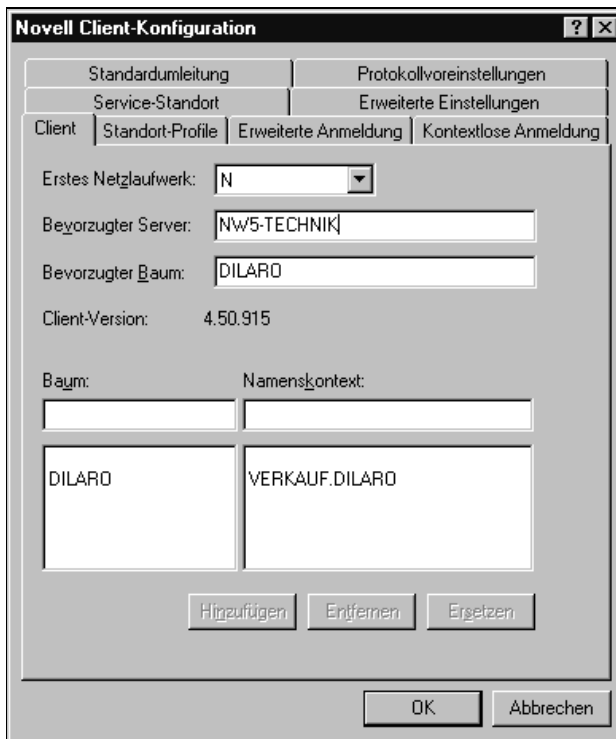 Novell Client-Konfiguration
Standardumleitung Protokollvoreinstellungen
Service-Standort Erweiterte Einstellungen
Client Standort-Profile Erweiterte Anmeldung Kontextlose Anmeldung
Erstes Netzlaufwerk: N
Bevorzugter Server: NW5-TECHNIK
Bevorzugter Baum: DILARO
Client-Version: 4.50.915
Baum: Namenskontext:
DILARO VERKAUF.DILARO
Hinzufügen Entfernen Ersetzen
OK Abbrechen